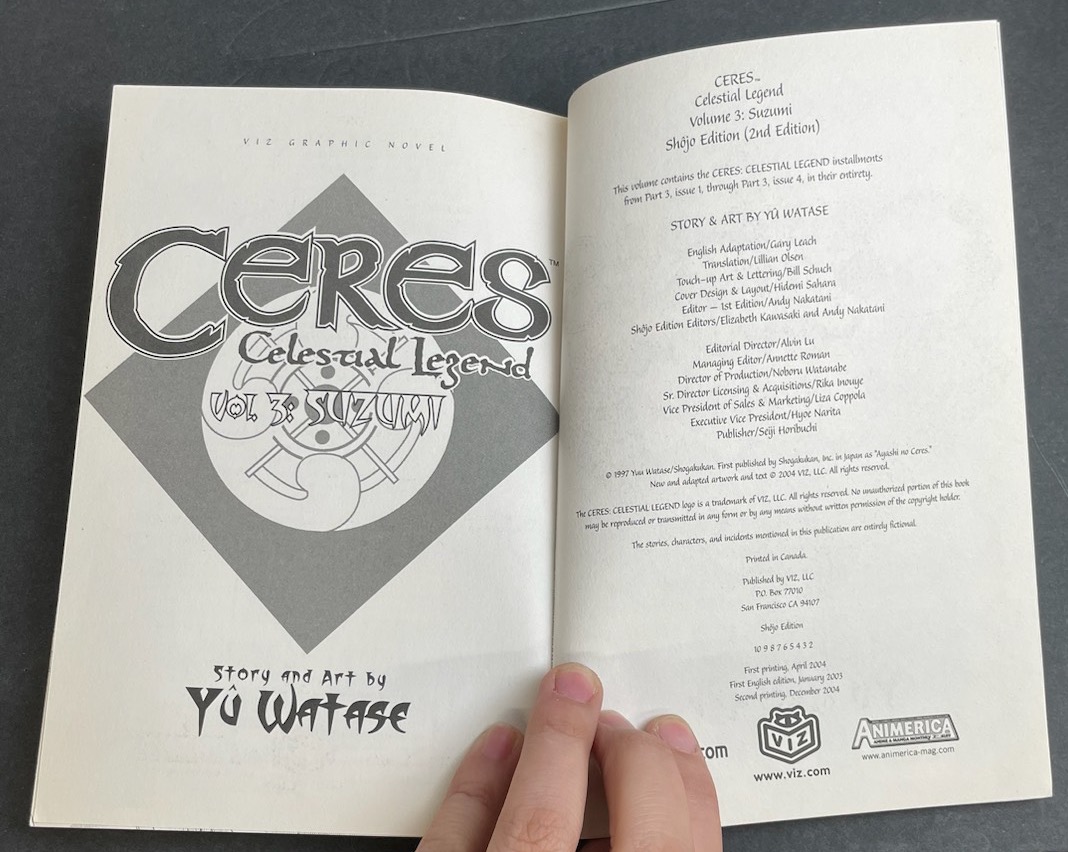 VIZ GRAPHIC NOVEL
CERES™
Celestial Legend
VOL. 3: SUZUMI
Story and Art by
YÛ WATASE
CERES™
Celestial Legend
Volume 3: Suzumi
Shôjo Edition (2nd Edition)
This volume contains the CERES: CELESTIAL LEGEND installments
from Part 3, issue 1, through Part 3, issue 4, in their entirety.
STORY & ART BY YÛ WATASE
English Adaptation/Gary Leach
Translation/Lillian Olsen
Touch-up Art & Lettering/Bill Schuch
Cover Design & Layout/Hidemi Sahara
Editor — 1st Edition/Andy Nakatani
Shôjo Edition Editors/Elizabeth Kawasaki and Andy Nakatani
Editorial Director/Alvin Lu
Managing Editor/Annette Roman
Director of Production/Noboru Watanabe
Sr. Director Licensing & Acquisitions/Rika Inouye
Vice President of Sales & Marketing/Liza Coppola
Executive Vice President/Hyoe Narita
Publisher/Seiji Horibuchi
© 1997 Yuu Watase/Shogakukan. First published by Shogakukan, Inc. in Japan as "Ayashi no Ceres."
New and adapted artwork and text © 2004 VIZ, LLC. All rights reserved.
The CERES: CELESTIAL LEGEND logo is a trademark of VIZ, LLC. All rights reserved. No unauthorized portion of this book
may be reproduced or transmitted in any form or by any means without written permission of the copyright holder.
The stories, characters, and incidents mentioned in this publication are entirely fictional.
Printed in Canada.
Published by VIZ, LLC
P.O. Box 77010
San Francisco CA 94107
Shôjo Edition
10 9 8 7 6 5 4 3 2
First printing, April 2004
First English edition, January 2003
Second printing, December 2004
.com
VIZ
www.viz.com
ANIMERICA
ANIME & MANGA MONTHLY
www.animerica-mag.com